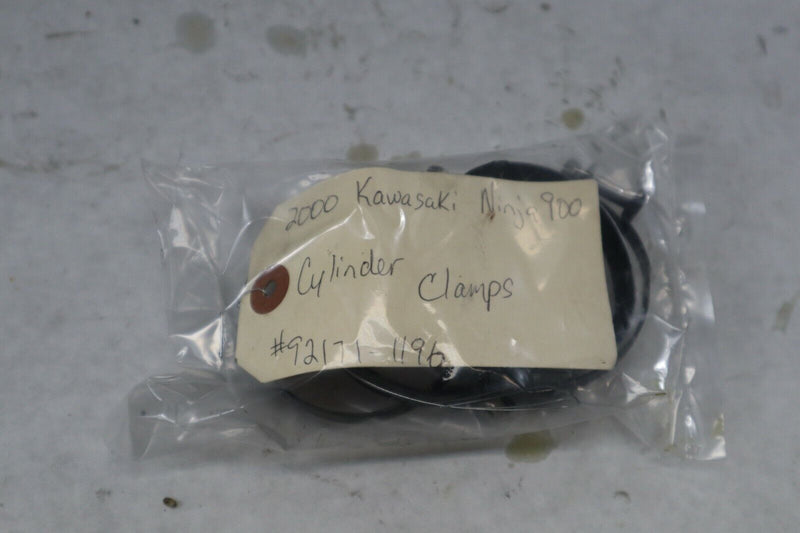 2000 Kawasaki Ninja 900
Cylinder Clamps
#92171-1196